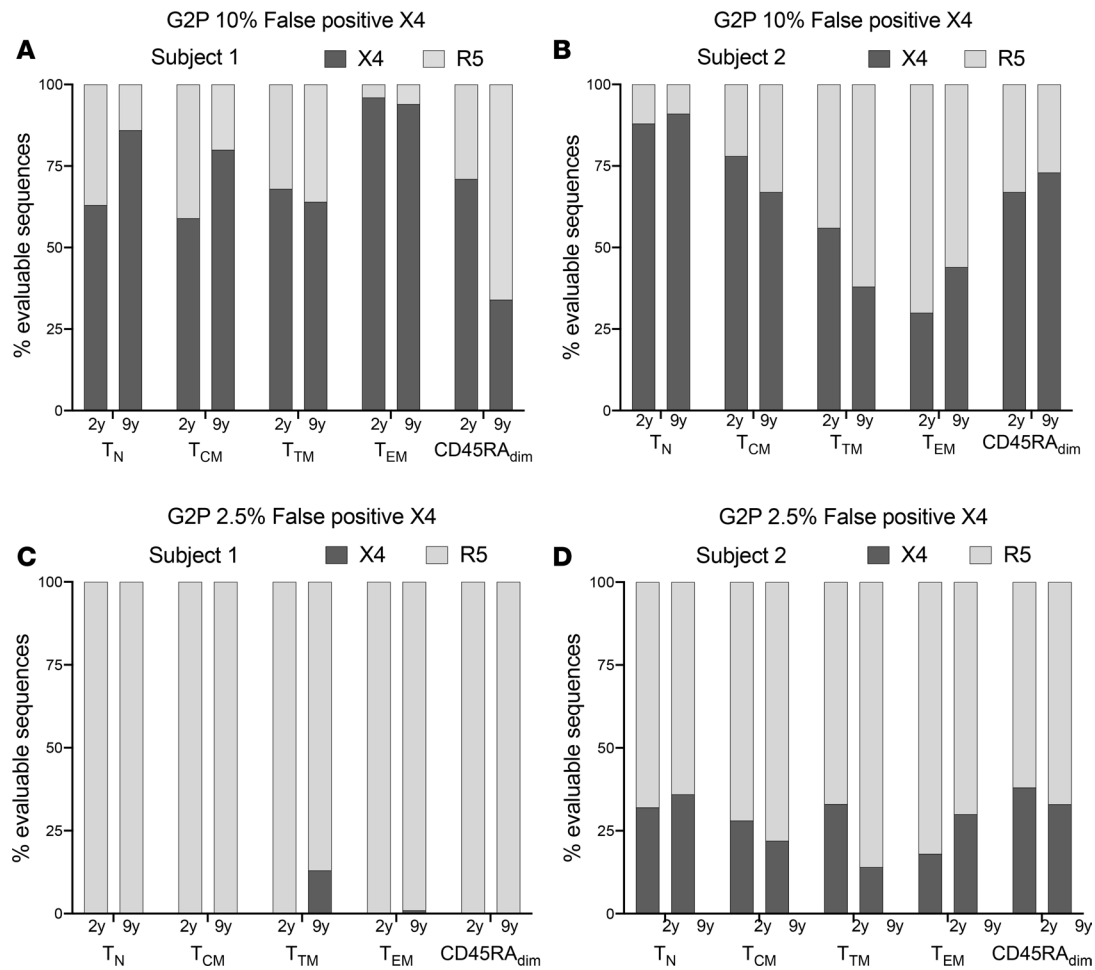 G2P 10% False positive X4
A
Subject 1
X4
R5
% evaluable sequences
100
75
50
25
0
2y 9y 2y 9y 2y 9y 2y 9y 2y 9y
TN TCM TTM TEM CD45RAdim
G2P 10% False positive X4
B
Subject 2
X4
R5
% evaluable sequences
100
75
50
25
0
2y 9y 2y 9y 2y 9y 2y 9y 2y 9y
TN TCM TTM TEM CD45RAdim
G2P 2.5% False positive X4
C
Subject 1
X4
R5
% evaluable sequences
100
75
50
25
0
2y 9y 2y 9y 2y 9y 2y 9y 2y 9y
TN TCM TTM TEM CD45RAdim
G2P 2.5% False positive X4
D
Subject 2
X4
R5
% evaluable sequences
100
75
50
25
0
2y 9y 2y 9y 2y 9y 2y 9y 2y 9y
TN TCM TTM TEM CD45RAdim